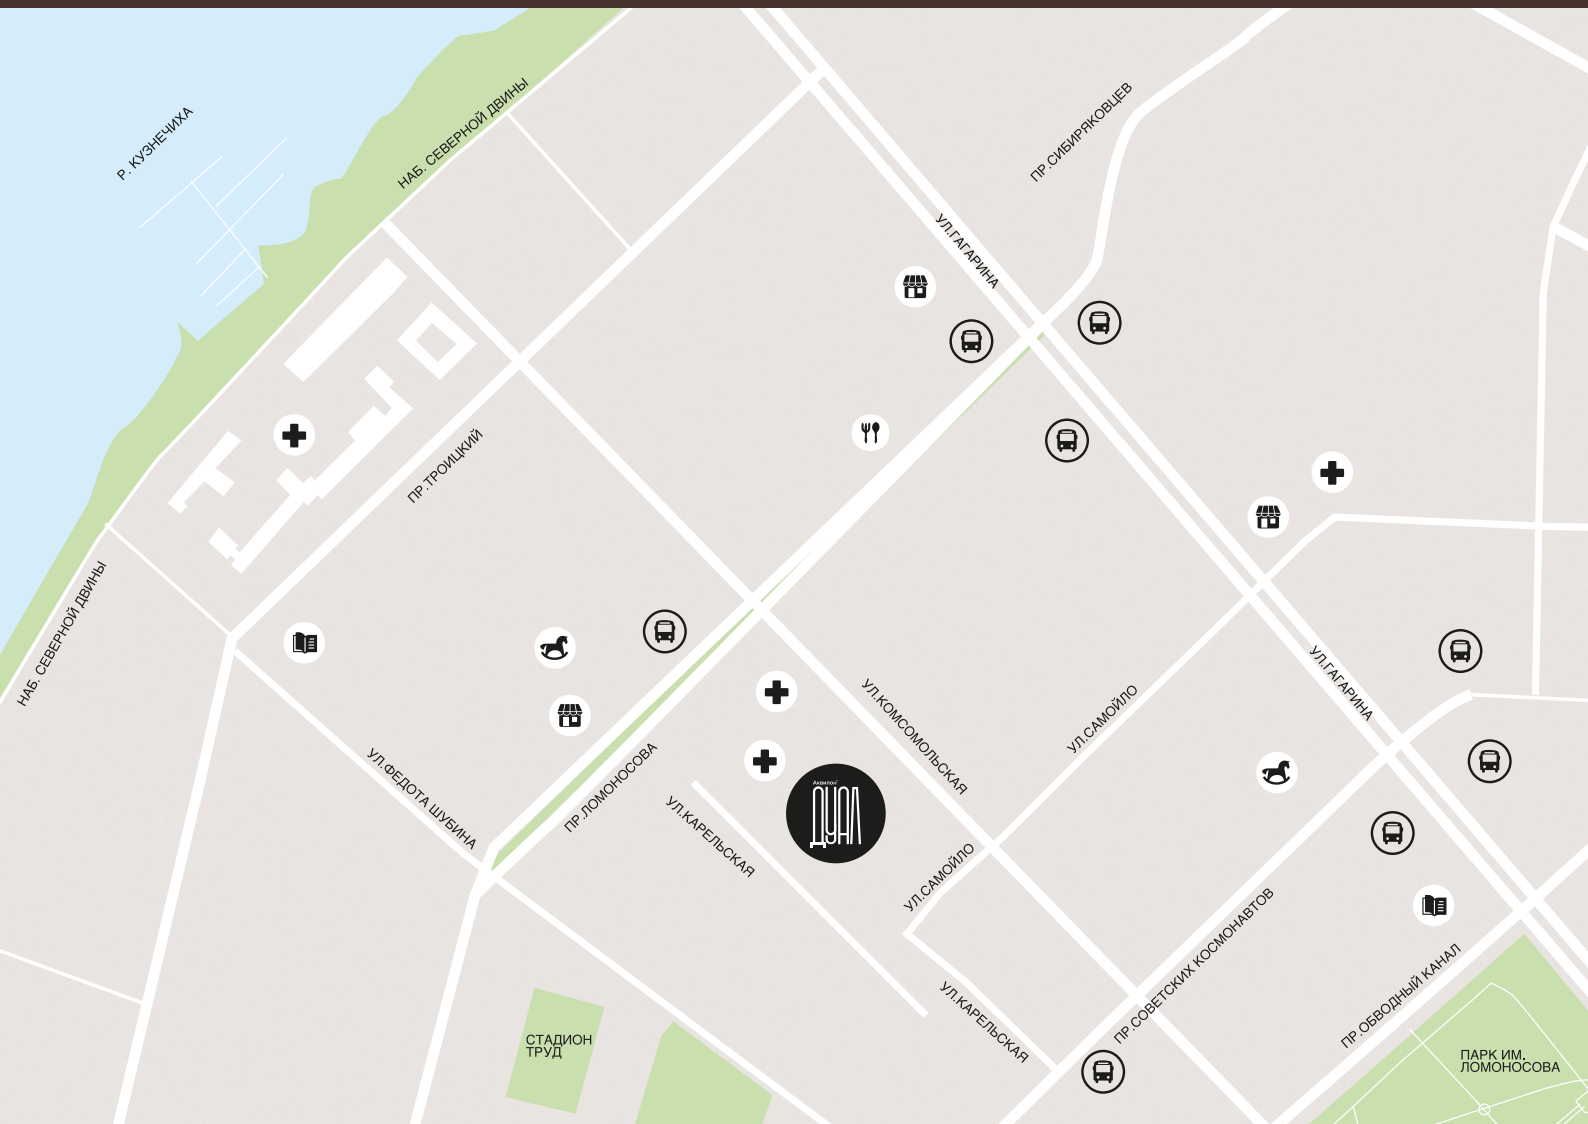 Р. КУЗНЕЧИХА
НАБ. СЕВЕРНОЙ ДВИНЫ
ПР.СИБИРЯКОВЦЕВ
УЛ.ГАГАРИНА
ПР.ТРОИЦКИЙ
НАБ. СЕВЕРНОЙ ДВИНЫ
УЛ.ГАГАРИНА
УЛ.КОМСОМОЛЬСКАЯ
УЛ.САМОЙЛО
УЛ.ФЕДОТА ШУБИНА
ПР.ЛОМОНОСОВА
Аквилон
ДУАЛ
УЛ.КАРЕЛЬСКАЯ
УЛ.САМОЙЛО
ПР.СОВЕТСКИХ КОСМОНАВТОВ
ПР.ОБВОДНЫЙ КАНАЛ
УЛ.КАРЕЛЬСКАЯ
СТАДИОН
ТРУД
ПАРК ИМ.
ЛОМОНОСОВА